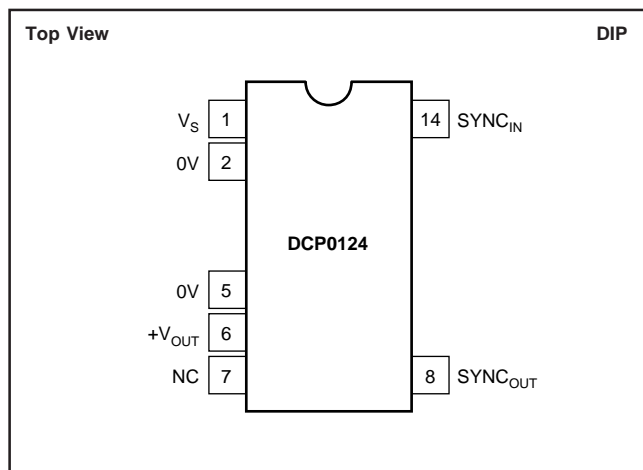 Top View DIP
V_S 1 14 SYNC_IN
0V 2
DCP0124
0V 5
+V_OUT 6
NC 7 8 SYNC_OUT